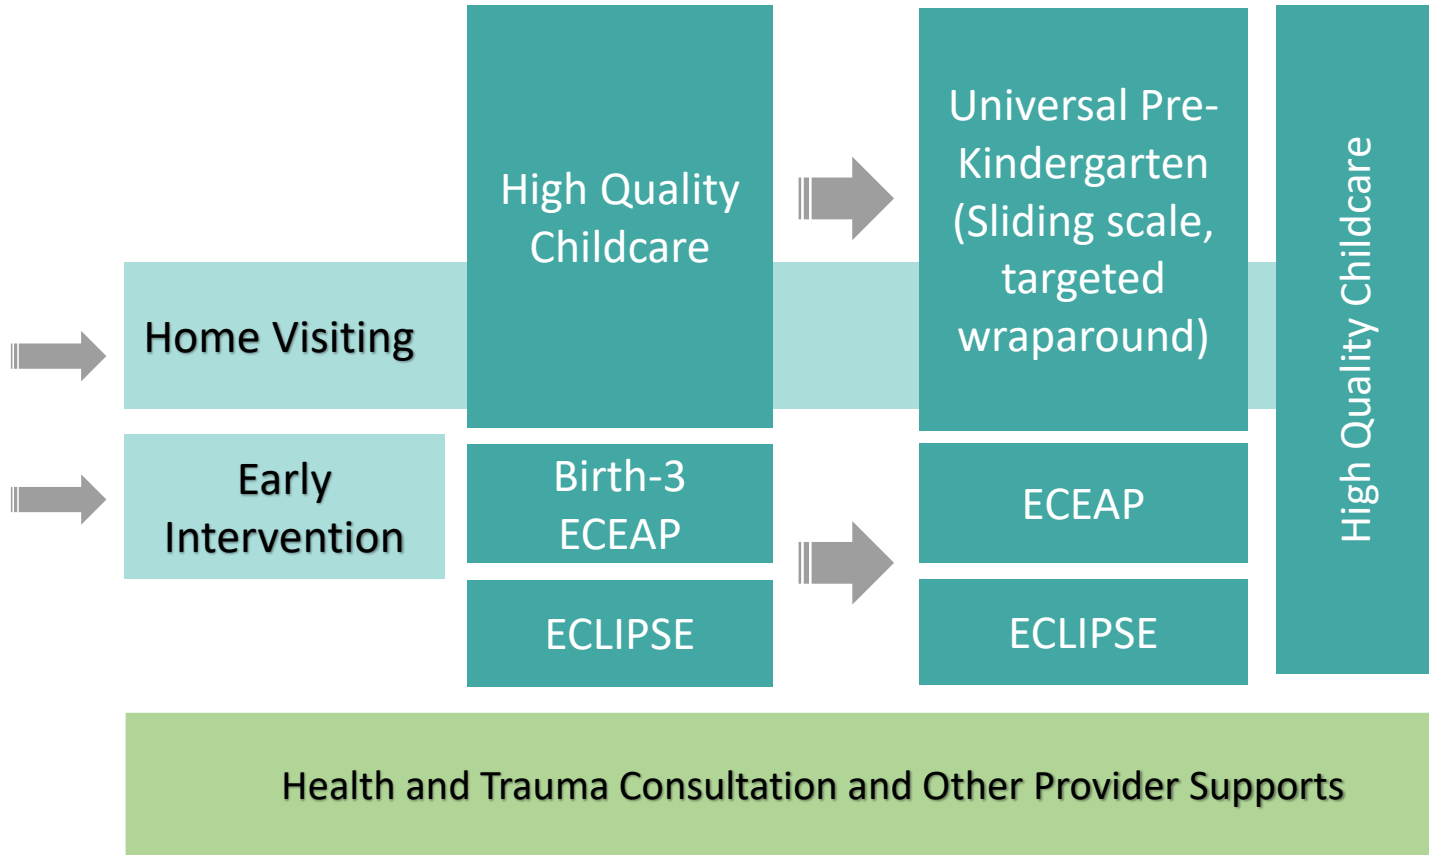 Home Visiting
Early
Intervention
High Quality
Childcare
Birth-3
ECEAP
ECLIPSE
Universal Pre-
Kindergarten
(Sliding scale,
targeted
wraparound)
ECEAP
ECLIPSE
High Quality Childcare
Health and Trauma Consultation and Other Provider Supports